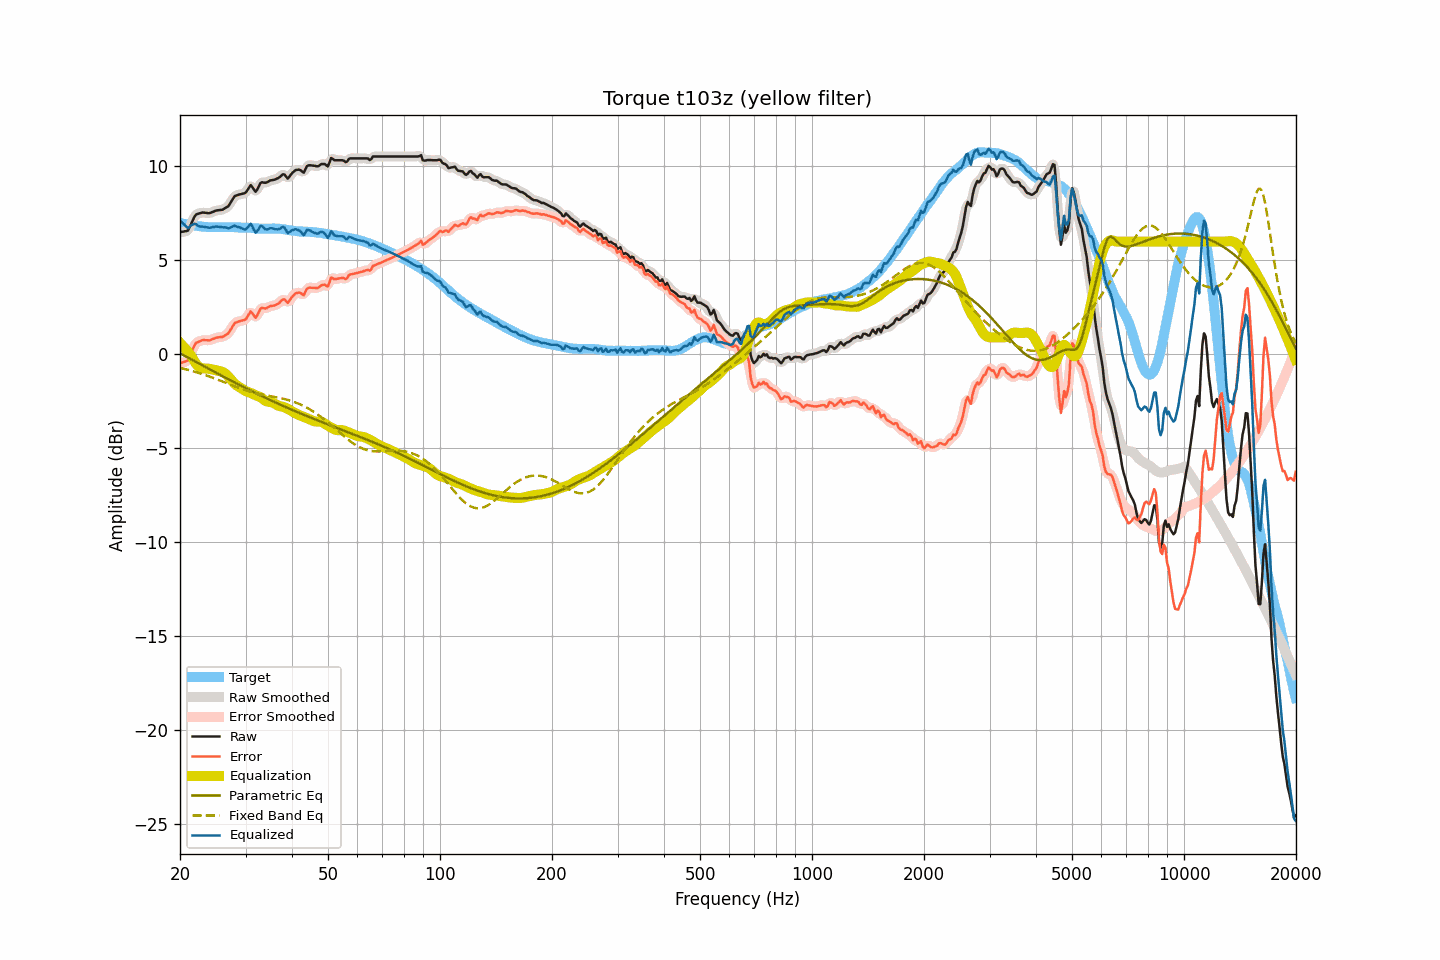 Torque t103z (yellow filter)
10
5
0
−5
−10
−15
−20
−25
Amplitude (dBr)
Target
Raw Smoothed
Error Smoothed
Raw
Error
Equalization
Parametric Eq
Fixed Band Eq
Equalized
20 50 100 200 500 1000 2000 5000 10000 20000
Frequency (Hz)